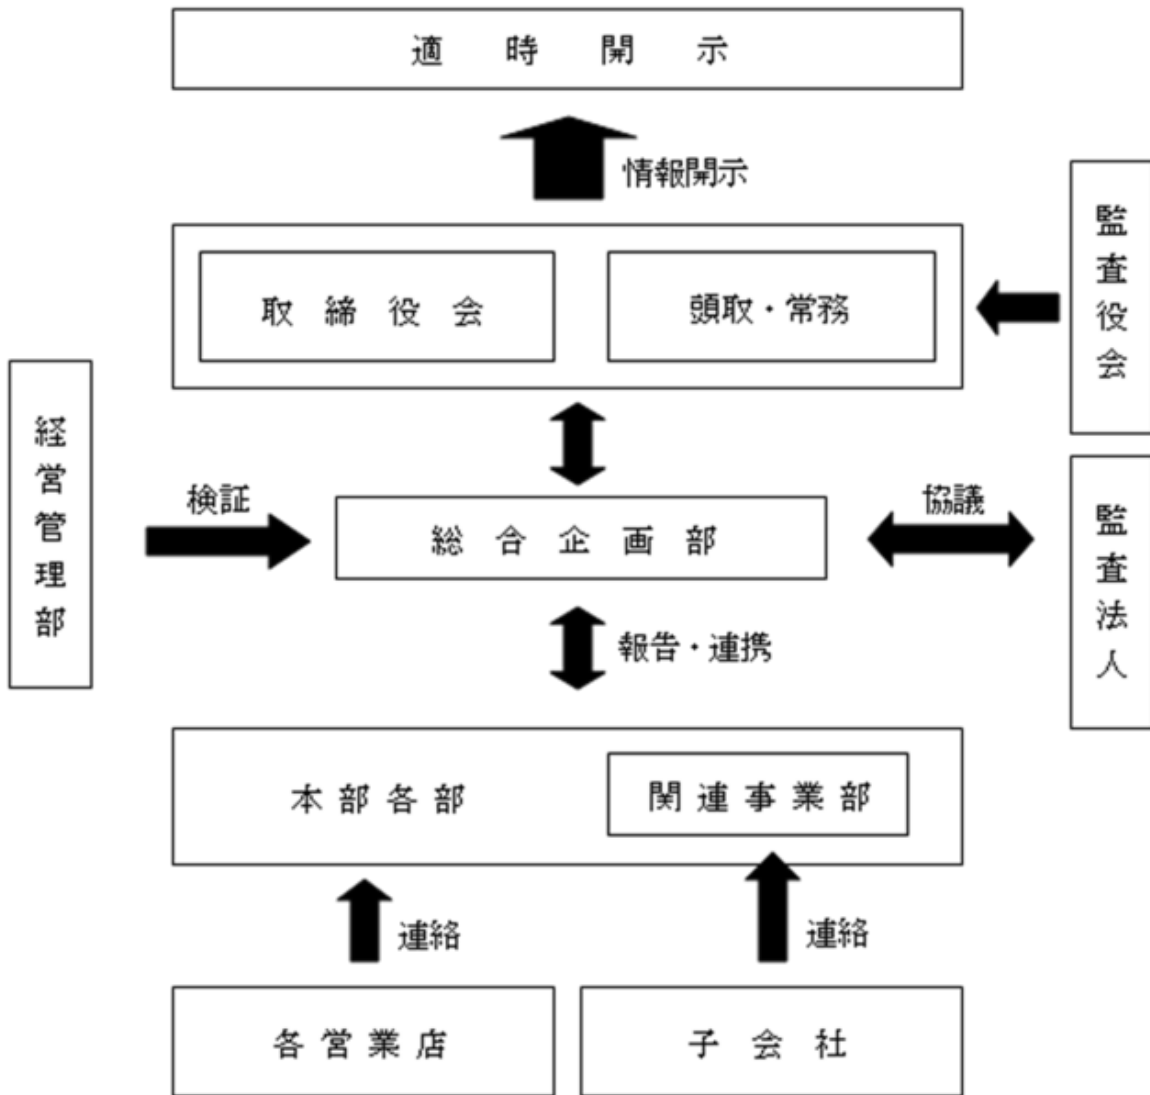 適時開示
情報開示
取締役会
頭取・常務
監査役会
経営管理部
検証
総合企画部
協議
監査法人
報告・連携
本部各部
関連事業部
連絡
連絡
各営業店
子会社